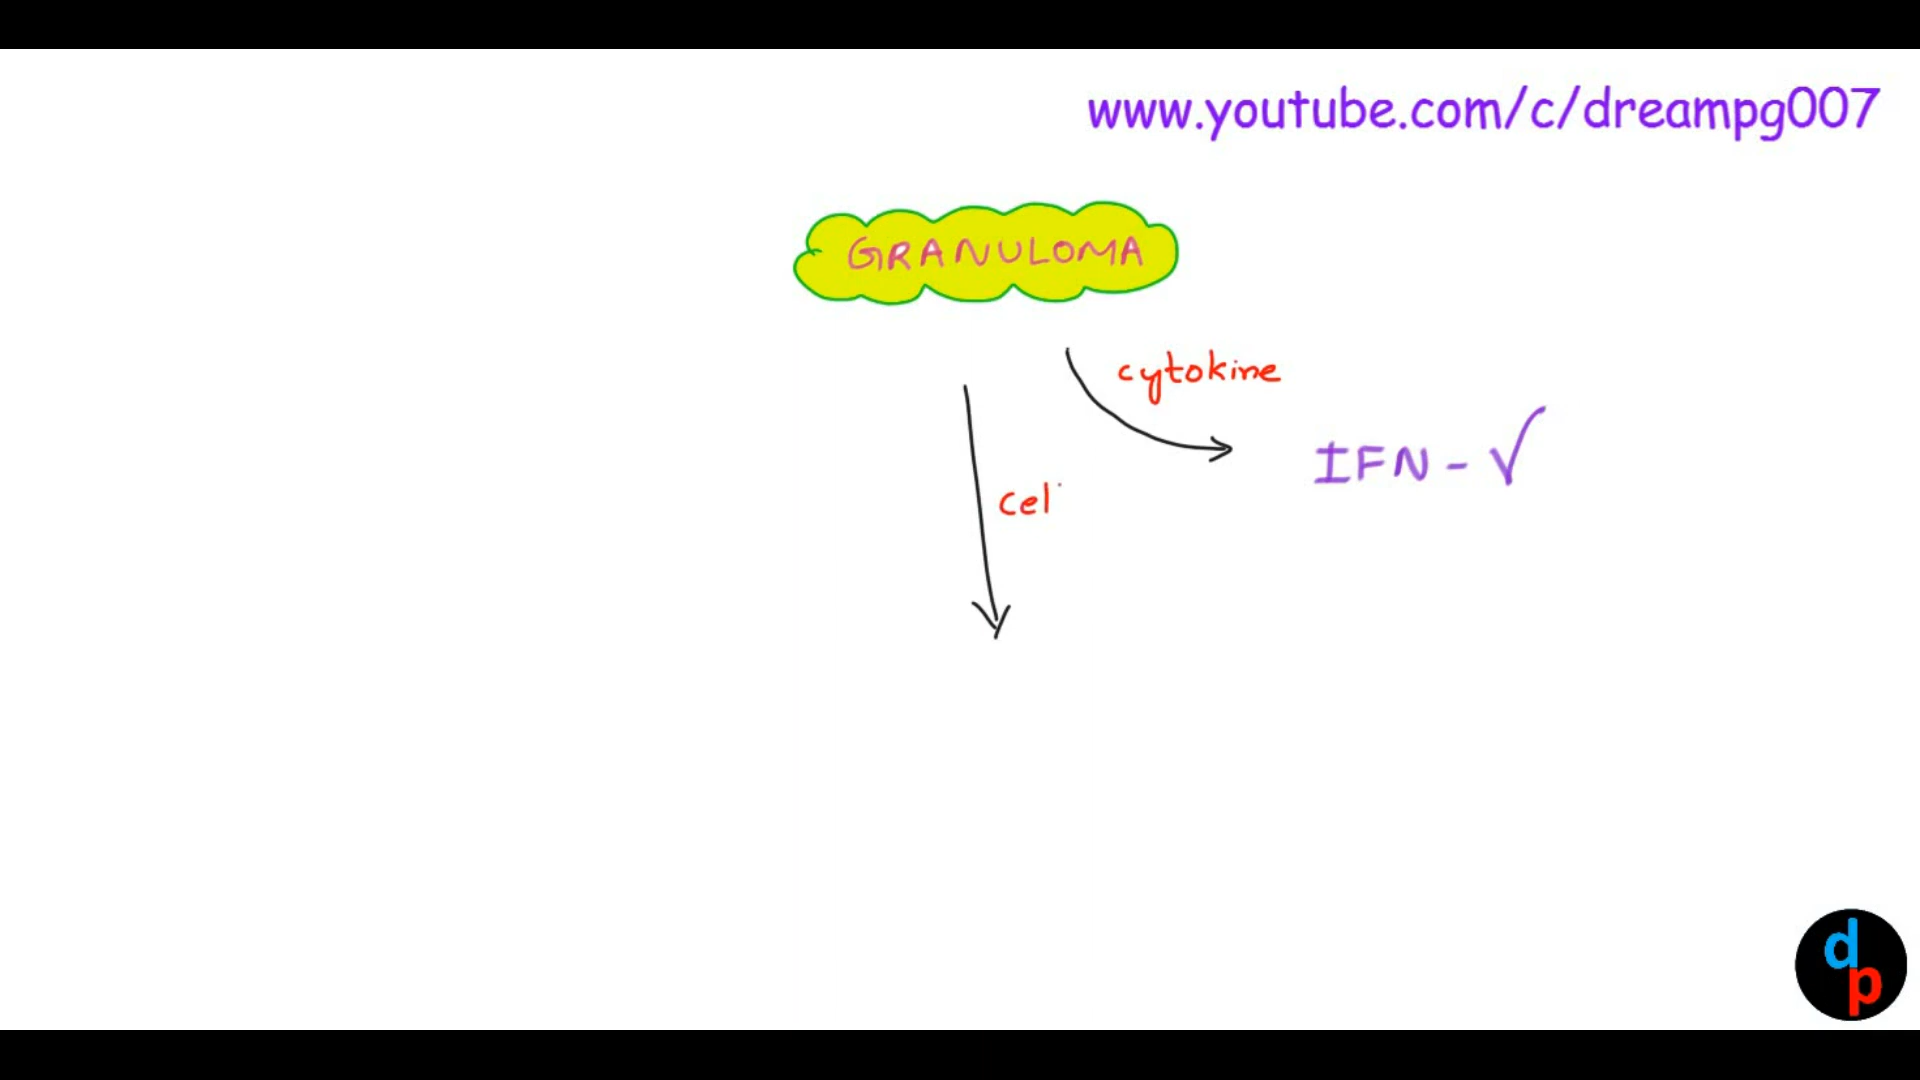 www.youtube.com/c/dreampg007
GRANULOMA
cytokine
IFN - γ
cel
dp